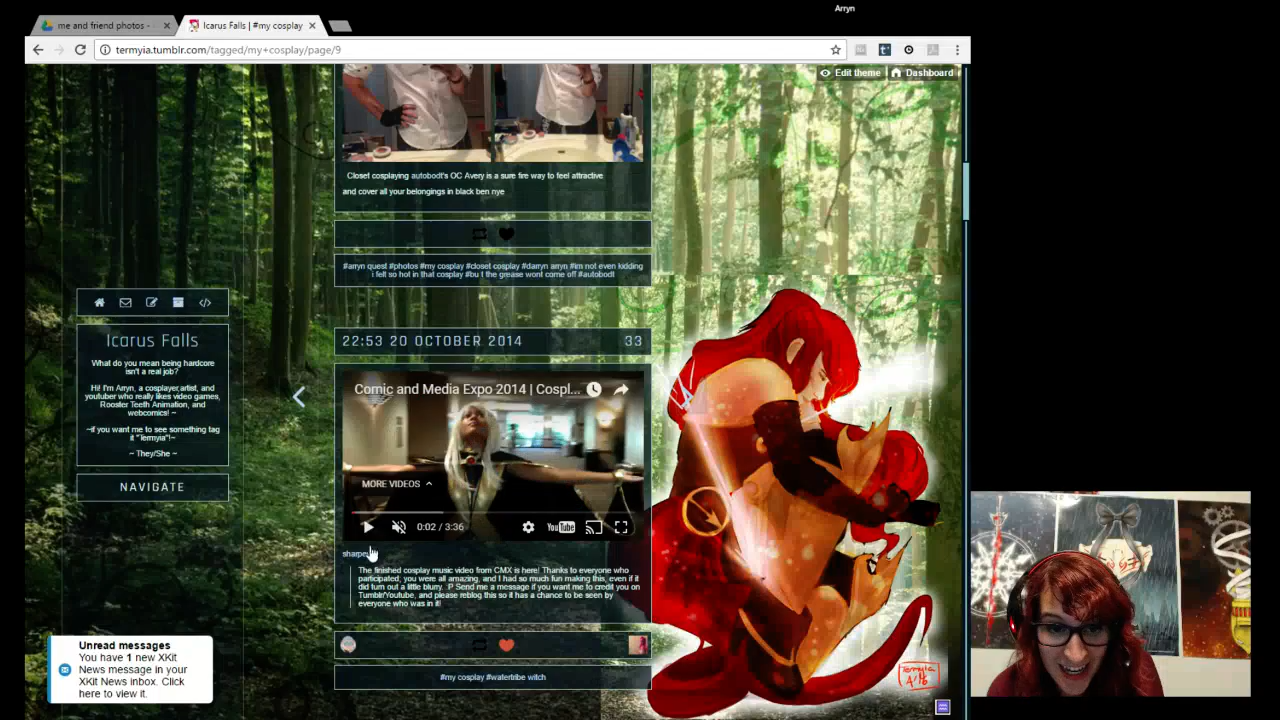 Arryn
me and friend photos -
Icarus Falls | #my cosplay
termyia.tumblr.com/tagged/my+cosplay/page/9
Edit theme
Dashboard
Closet cosplaying autobodt's OC Avery is a sure fire way to feel attractive
and cover all your belongings in black ben nye
#arryn quest #photos #my cosplay #closet cosplay #darryn arryn #im not even kidding
i felt so hot in that cosplay #bu t the grease wont come off #autobodt
22:53 20 OCTOBER 2014
33
Icarus Falls
What do you mean being hardcore
isn't a real job?
Hi! I'm Arryn, a cosplayer,artist, and
youtuber who really likes video games,
Rooster Teeth Animation, and
webcomics! ~
~if you want me to see something tag
it "Termyia"!~
~ They/She ~
NAVIGATE
Comic and Media Expo 2014 | Cospl...
MORE VIDEOS
0:02 / 3:36
YouTube
The finished cosplay music video from CMX is here! Thanks to everyone who
participated, you were all amazing, and I had so much fun making this, even if it
did turn out a little blurry. :P Send me a message if you want me to credit you on
Tumblr/Youtube, and please reblog this so it has a chance to be seen by
everyone who was in it!
#my cosplay #watertribe witch
Unread messages
You have 1 new XKit
News message in your
XKit News inbox. Click
here to view it.
Termyia